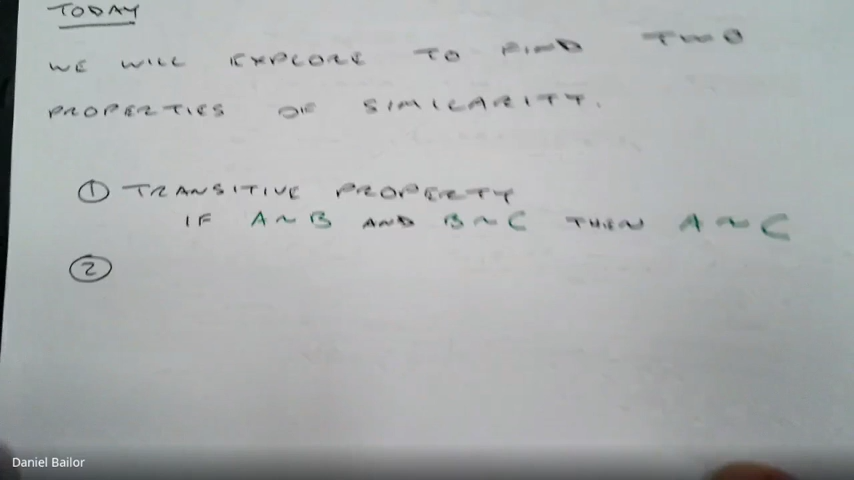 TODAY
WE WILL EXPLORE TO FIND TWO
PROPERTIES OF SIMILARITY.
① TRANSITIVE PROPERTY
IF A ~ B AND B ~ C THEN A ~ C
②
Daniel Bailor